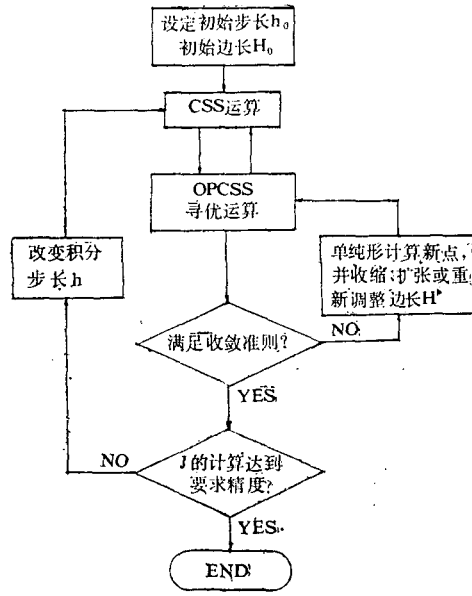 设定初始步长h₀
初始边长H₀
CSS运算
OPCSS
寻优运算
改变积分
步长h
单纯形计算新点,
并收缩;扩张或重
新调整边长H
满足收敛准则?
NO
YES
J的计算达到
要求精度?
NO
YES
END